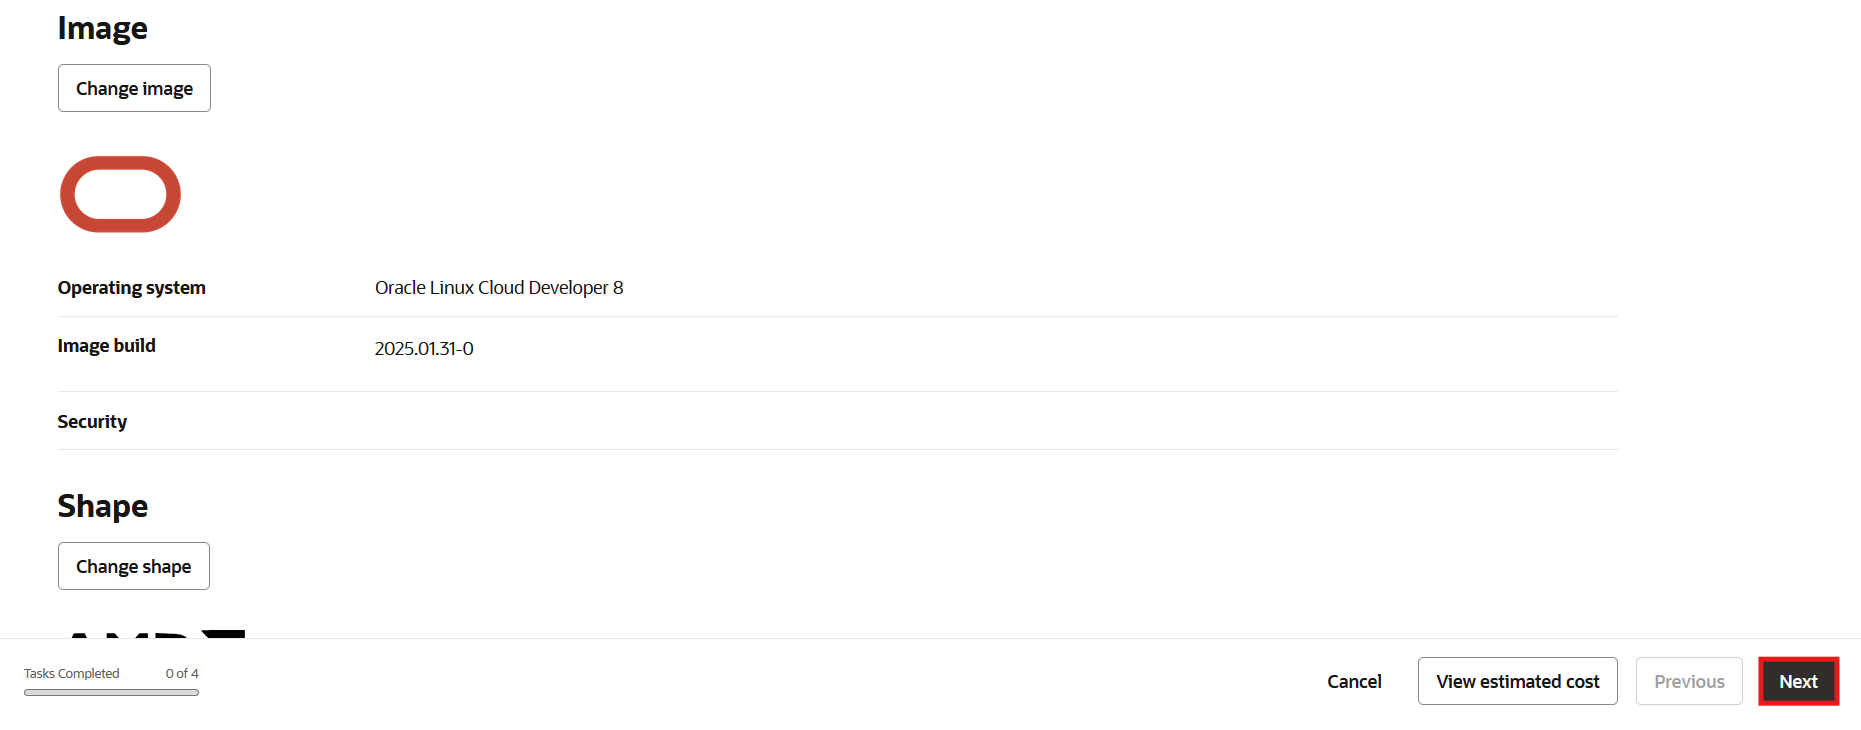 Image
Change image
Operating system Oracle Linux Cloud Developer 8
Image build 2025.01.31-0
Security
Shape
Change shape
AMD
Tasks Completed 0 of 4
Cancel View estimated cost Previous Next